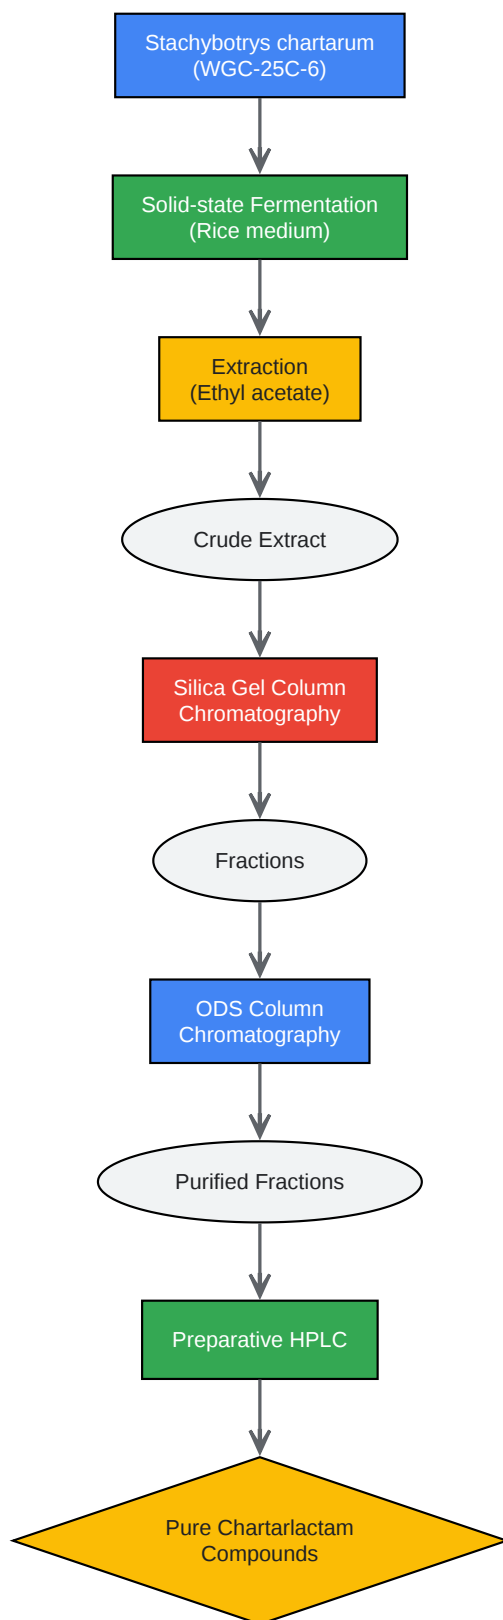 Stachybotrys chartarum
(WGC-25C-6)
Solid-state Fermentation
(Rice medium)
Extraction
(Ethyl acetate)
Crude Extract
Silica Gel Column
Chromatography
Fractions
ODS Column
Chromatography
Purified Fractions
Preparative HPLC
Pure Chartarlactam
Compounds